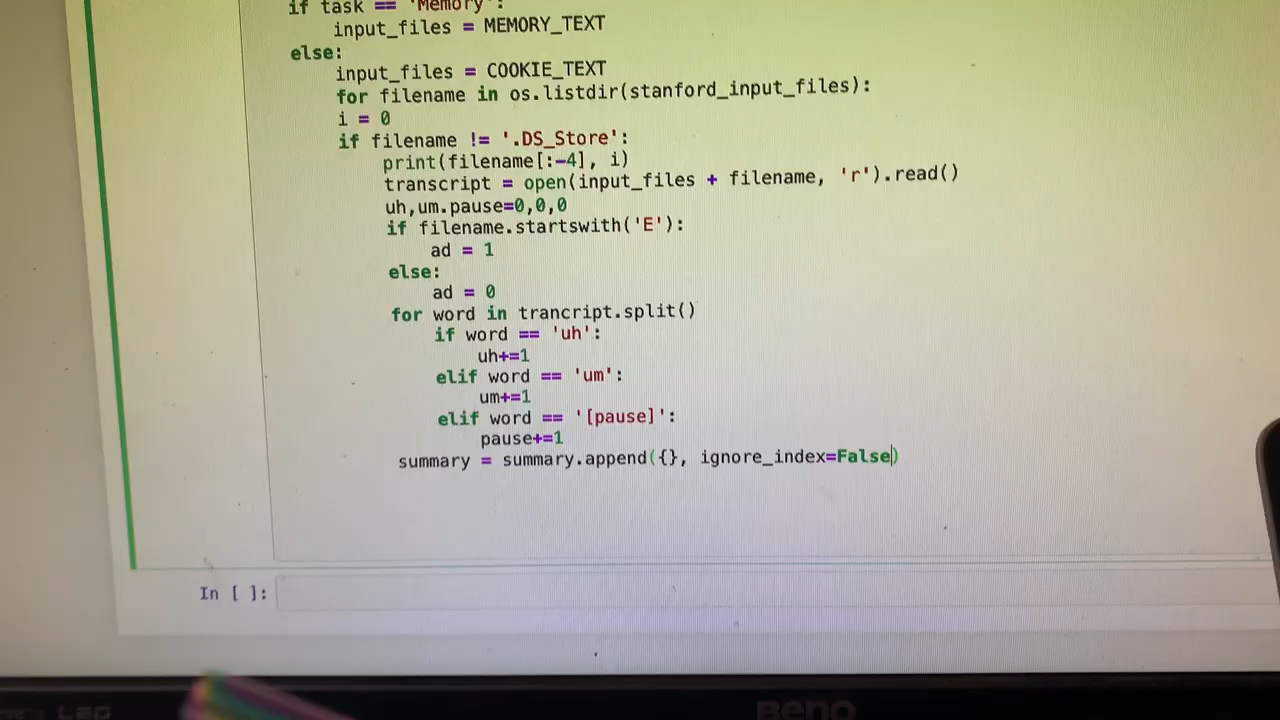 if task == 'Memory':
input_files = MEMORY_TEXT
else:
input_files = COOKIE_TEXT
for filename in os.listdir(stanford_input_files):
i = 0
if filename != '.DS_Store':
print(filename[:-4], i)
transcript = open(input_files + filename, 'r').read()
uh,um.pause=0,0,0
if filename.startswith('E'):
ad = 1
else:
ad = 0
for word in trancript.split()
if word == 'uh':
uh+=1
elif word == 'um':
um+=1
elif word == '[pause]':
pause+=1
summary = summary.append({}, ignore_index=False)
In [ ]:
BenQ